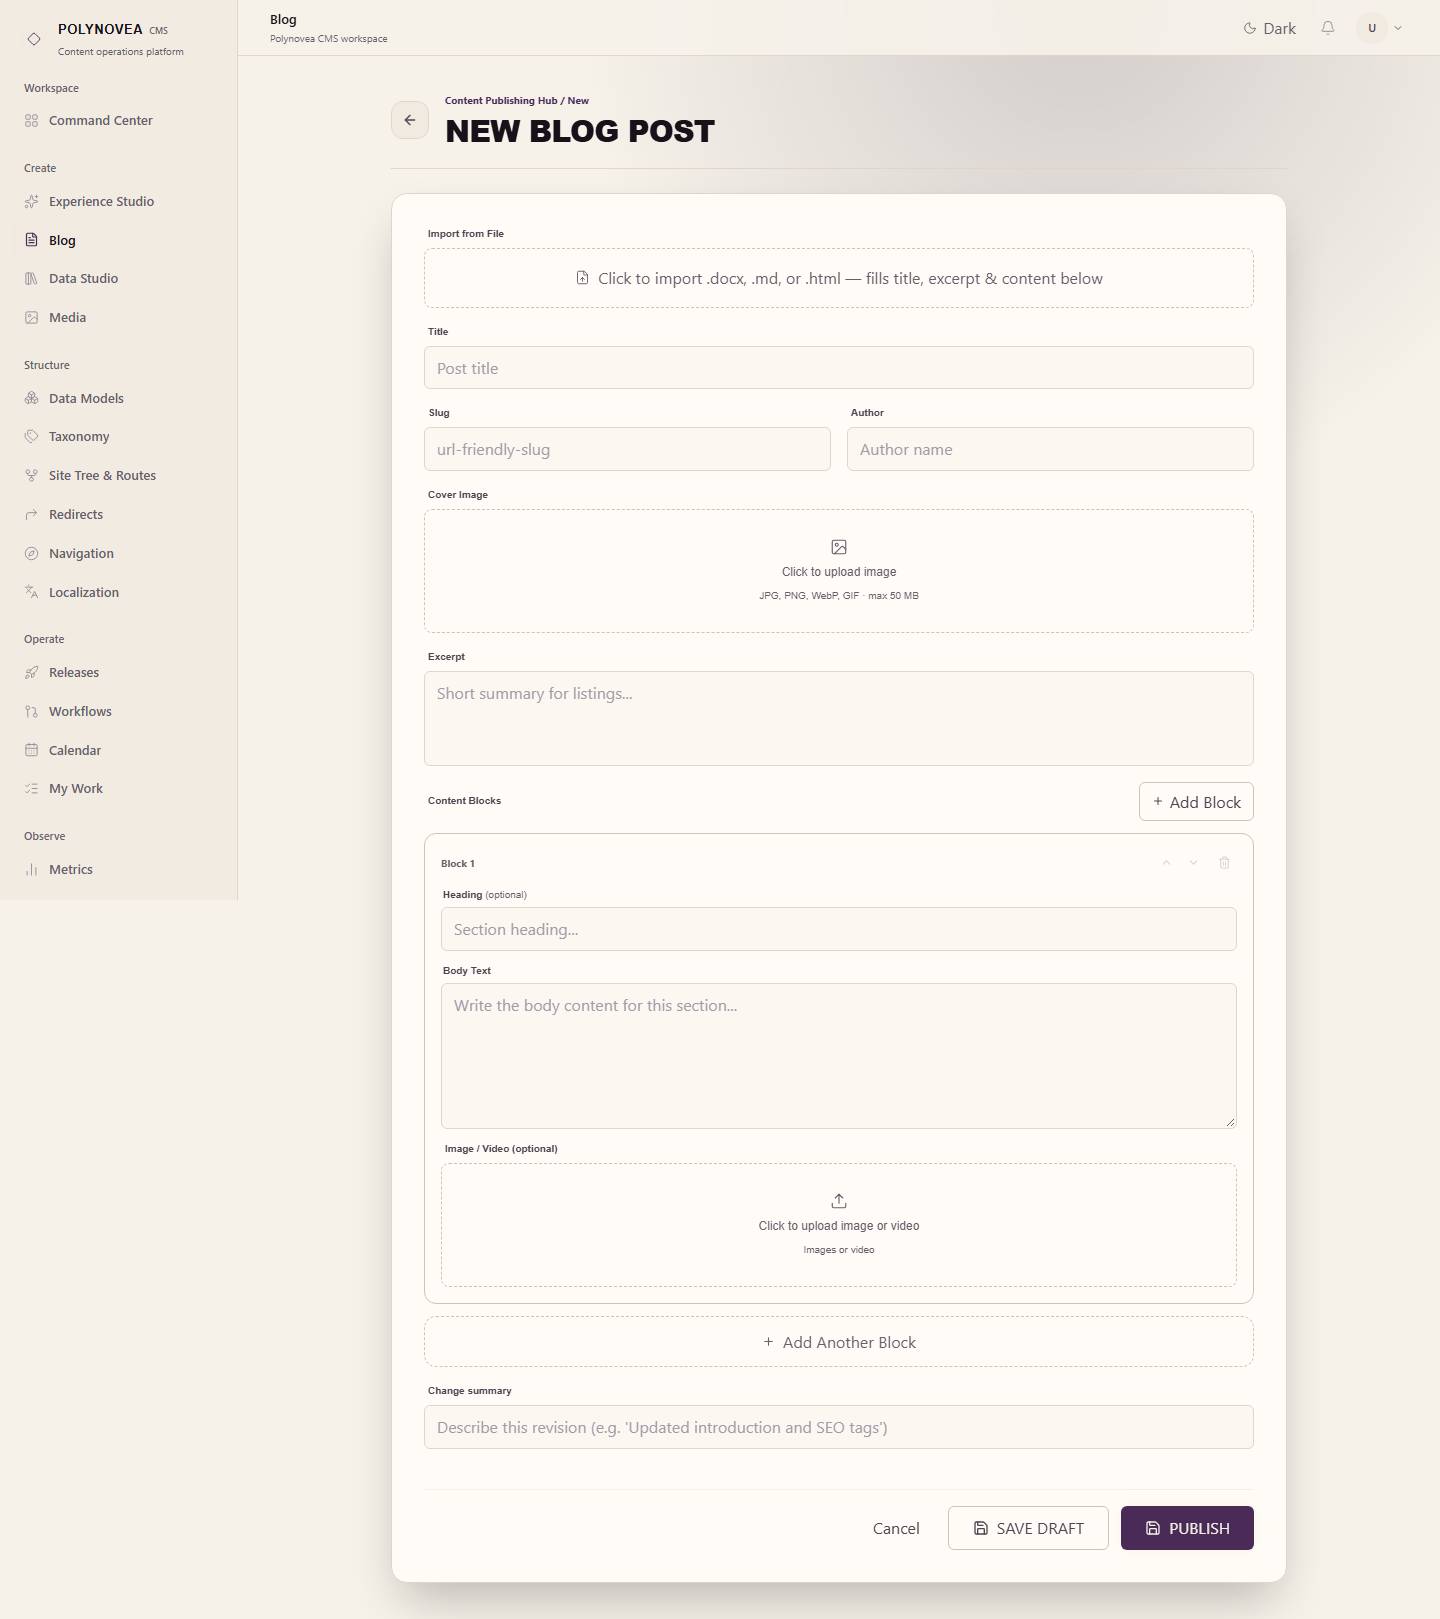 POLYNOVEA CMS
Content operations platform
Workspace
Command Center
Create
Experience Studio
Blog
Data Studio
Media
Structure
Data Models
Taxonomy
Site Tree & Routes
Redirects
Navigation
Localization
Operate
Releases
Workflows
Calendar
My Work
Observe
Metrics
Blog
Polynovea CMS workspace
Dark
U
Content Publishing Hub / New
NEW BLOG POST
Import from File
Click to import .docx, .md, or .html — fills title, excerpt & content below
Title
Post title
Slug
Author
url-friendly-slug
Author name
Cover Image
Click to upload image
JPG, PNG, WebP, GIF · max 50 MB
Excerpt
Short summary for listings...
Content Blocks
+ Add Block
Block 1
Heading (optional)
Section heading...
Body Text
Write the body content for this section...
Image / Video (optional)
Click to upload image or video
Images or video
+ Add Another Block
Change summary
Describe this revision (e.g. 'Updated introduction and SEO tags')
Cancel
SAVE DRAFT
PUBLISH